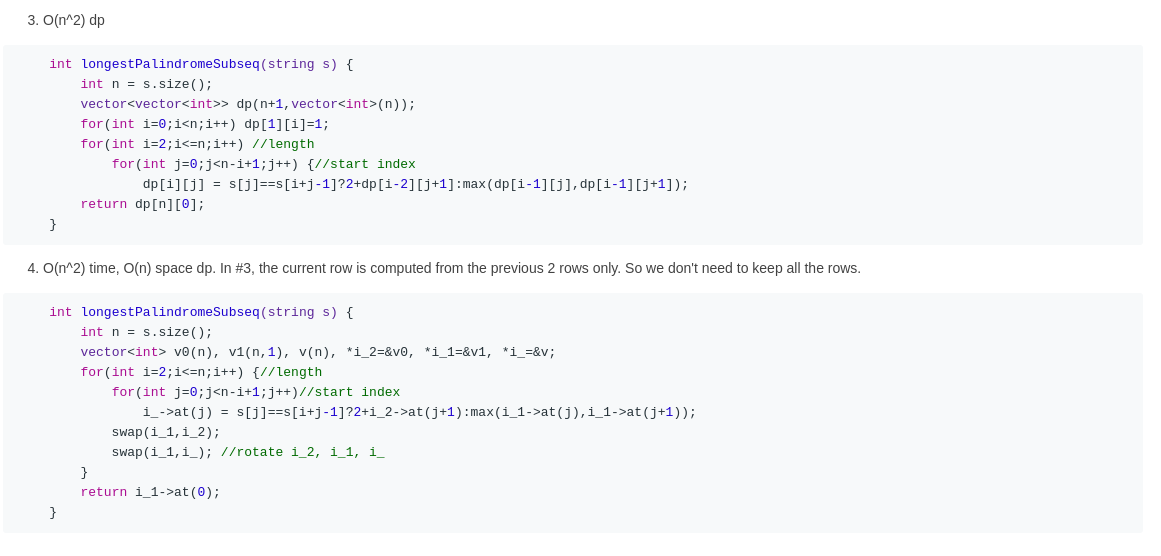 3. O(n^2) dp
int longestPalindromeSubseq(string s) {
int n = s.size();
vector<vector<int>> dp(n+1,vector<int>(n));
for(int i=0;i<n;i++) dp[1][i]=1;
for(int i=2;i<=n;i++) //length
for(int j=0;j<n-i+1;j++) {//start index
dp[i][j] = s[j]==s[i+j-1]?2+dp[i-2][j+1]:max(dp[i-1][j],dp[i-1][j+1]);
return dp[n][0];
}
4. O(n^2) time, O(n) space dp. In #3, the current row is computed from the previous 2 rows only. So we don't need to keep all the rows.
int longestPalindromeSubseq(string s) {
int n = s.size();
vector<int> v0(n), v1(n,1), v(n), *i_2=&v0, *i_1=&v1, *i_=&v;
for(int i=2;i<=n;i++) {//length
for(int j=0;j<n-i+1;j++)//start index
i_->at(j) = s[j]==s[i+j-1]?2+i_2->at(j+1):max(i_1->at(j),i_1->at(j+1));
swap(i_1,i_2);
swap(i_1,i_); //rotate i_2, i_1, i_
}
return i_1->at(0);
}